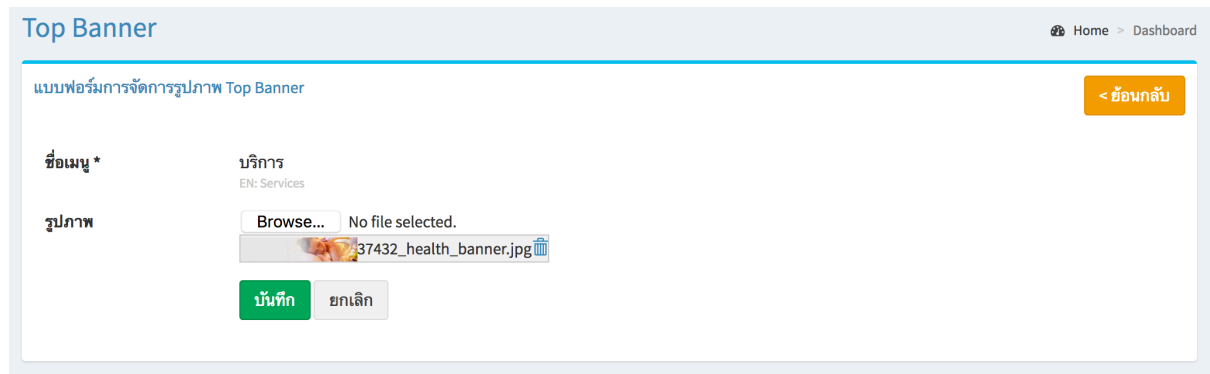 Top Banner
Home > Dashboard
แบบฟอร์มการจัดการรูปภาพ Top Banner
< ย้อนกลับ
ชื่อเมนู * บริการ
EN: Services
รูปภาพ Browse... No file selected.
37432_health_banner.jpg
บันทึก ยกเลิก